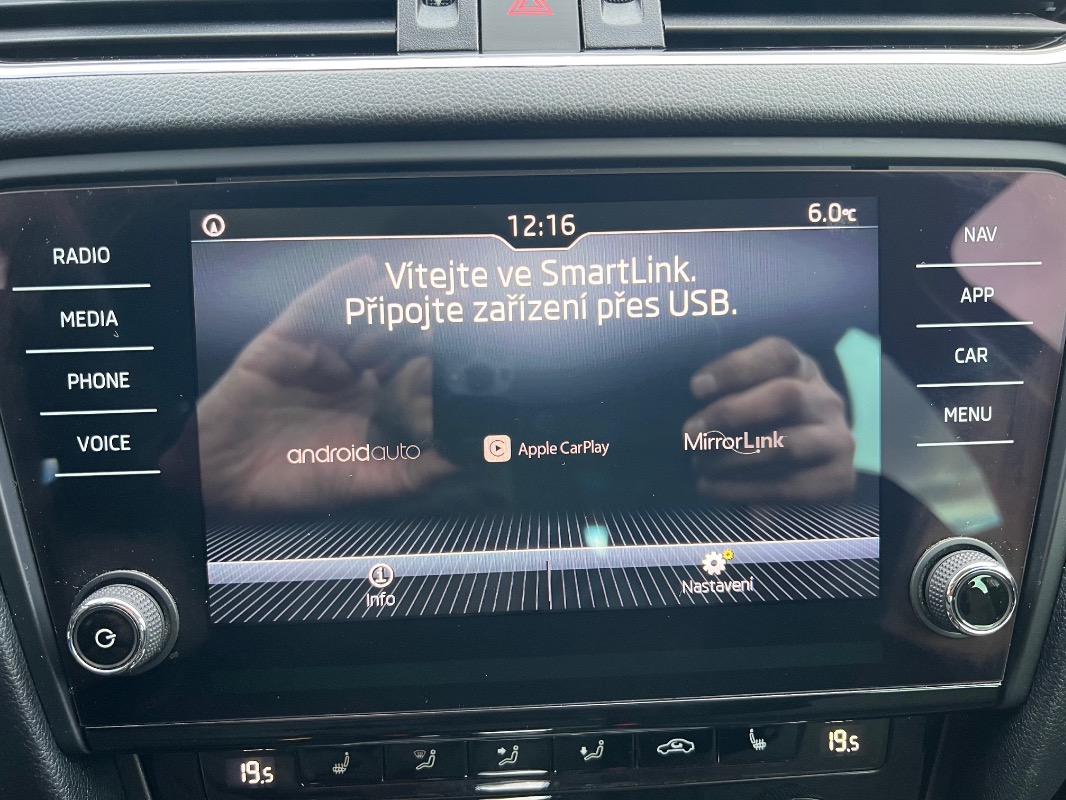 12:16
6.0°C
RADIO
MEDIA
PHONE
VOICE
Vítejte ve SmartLink.
Připojte zařízení přes USB.
androidauto
Apple CarPlay
MirrorLink
Info
Nastavení
NAV
APP
CAR
MENU
19.5
19.5